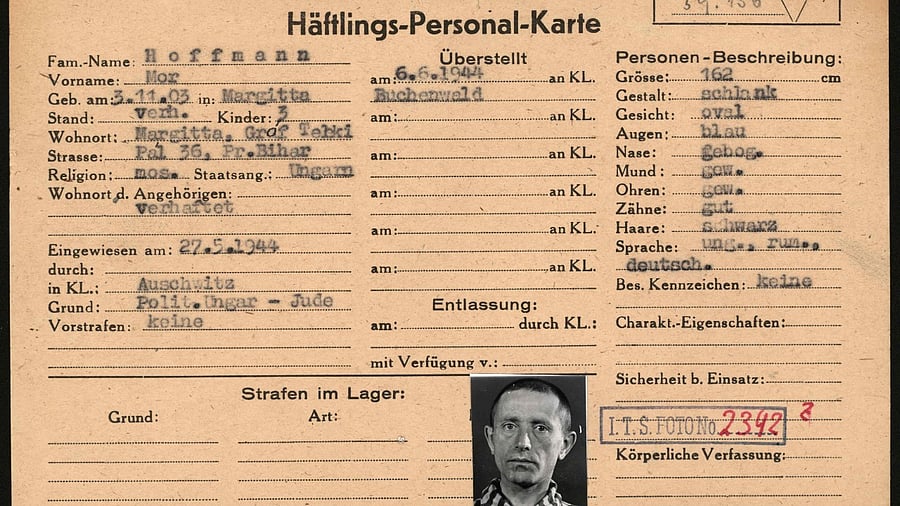 Häftlings-Personal-Karte
Fam.-Name: Hoffmann
Vorname: Mor
Geb. am: 3.11.03 in: Margitta
Stand: verh. Kinder: 3
Wohnort: Margitta, Graf Teleki
Strasse: Pal 36, Pr.Bihar
Religion: mos. Staatsang.: Ungarn
Wohnort d. Angehörigen:
verhaftet
Eingewiesen am: 27.5.1944
durch:
in KL.: Auschwitz
Grund: Polit.Ungar - Jude
Vorstrafen: keine
Überstellt
am: 6.6.1944 an KL.
Buchenwald
am: an KL.
am: an KL.
am: an KL.
am: an KL.
am: an KL.
Entlassung:
am: durch KL.:
mit Verfügung v.:
Personen-Beschreibung:
Grösse: 162 cm
Gestalt: schlank
Gesicht: oval
Augen: blau
Nase: gebog.
Mund: gew.
Ohren: gew.
Zähne: gut
Haare: schwarz
Sprache: ung., rum.,
deutsch.
Bes. Kennzeichen: keine
Charakt.-Eigenschaften:
Sicherheit b. Einsatz:
I.T.S. FOTO No. 2392
Körperliche Verfassung:
Strafen im Lager:
Grund: Art: